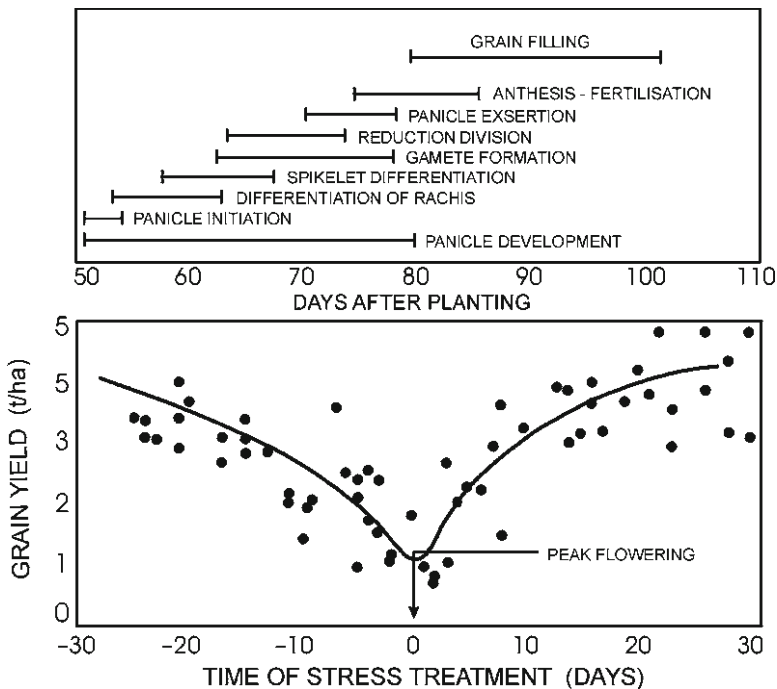 GRAIN FILLING
ANTHESIS - FERTILISATION
PANICLE EXSERTION
REDUCTION DIVISION
GAMETE FORMATION
SPIKELET DIFFERENTIATION
DIFFERENTIATION OF RACHIS
PANICLE INITIATION
PANICLE DEVELOPMENT
50 60 70 80 90 100 110
DAYS AFTER PLANTING
5
5
3
2
1
0
GRAIN YIELD (t/ha)
PEAK FLOWERING
-30 -20 -10 0 10 20 30
TIME OF STRESS TREATMENT (DAYS)